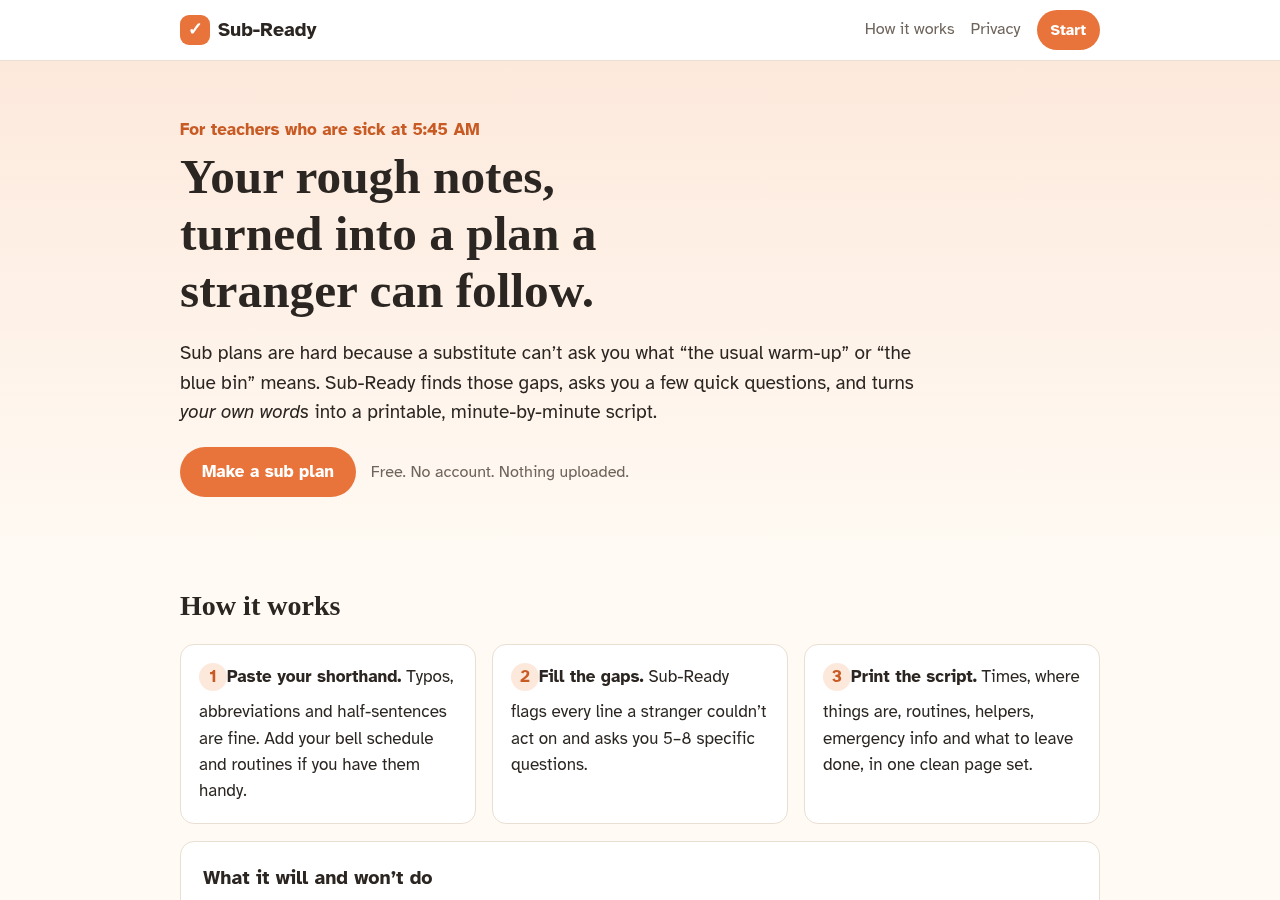 ✓ Sub-Ready
How it works Privacy Start
For teachers who are sick at 5:45 AM
Your rough notes,
turned into a plan a
stranger can follow.
Sub plans are hard because a substitute can’t ask you what “the usual warm-up” or “the
blue bin” means. Sub-Ready finds those gaps, asks you a few quick questions, and turns
your own words into a printable, minute-by-minute script.
Make a sub plan Free. No account. Nothing uploaded.
How it works
1 Paste your shorthand. Typos,
abbreviations and half-sentences
are fine. Add your bell schedule
and routines if you have them
handy.
2 Fill the gaps. Sub-Ready
flags every line a stranger couldn’t
act on and asks you 5–8 specific
questions.
3 Print the script. Times, where
things are, routines, helpers,
emergency info and what to leave
done, in one clean page set.
What it will and won’t do